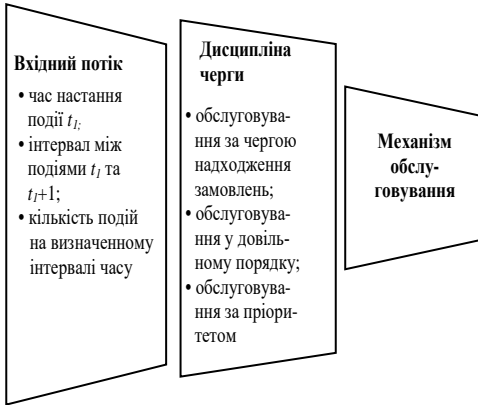 Вхідний потік
• час настання
події t1;
• інтервал між
подіями t1 та
t1+1;
• кількість подій
на визначенному
інтервалі часу
Дисципліна
черги
• обслуговува-
ння за чергою
надходження
замовлень;
• обслуговува-
ння у довіль-
ному порядку;
• обслуговува-
ння за пріори-
тетом
Механізм
обслу-
говування